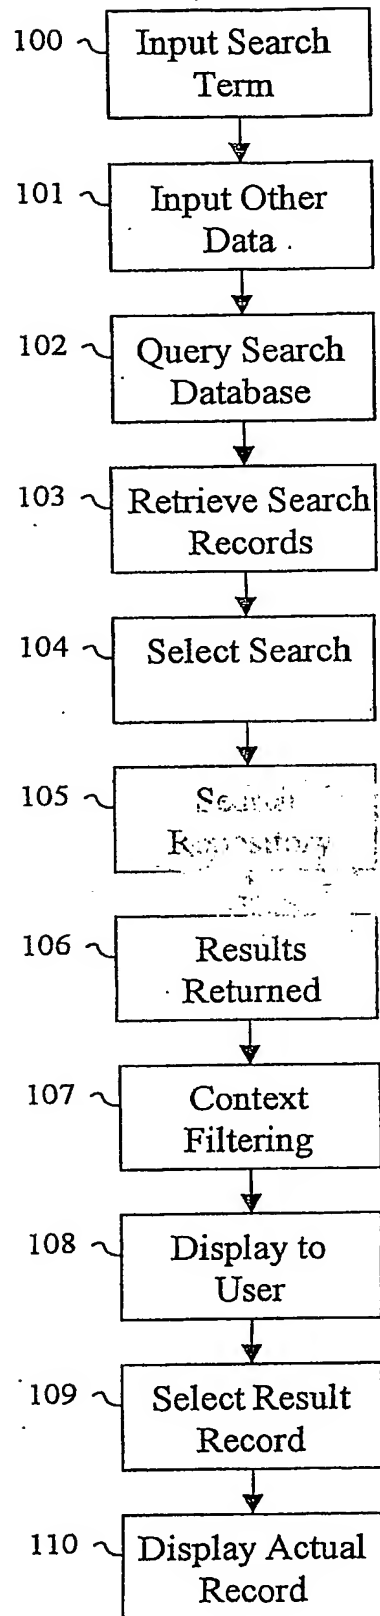 100
Input Search
Term
101
Input Other
Data
102
Query Search
Database
103
Retrieve Search
Records
104
Select Search
105
Search
Repository
106
Results
Returned
107
Context
Filtering
108
Display to
User
109
Select Result
Record
110
Display Actual
Record